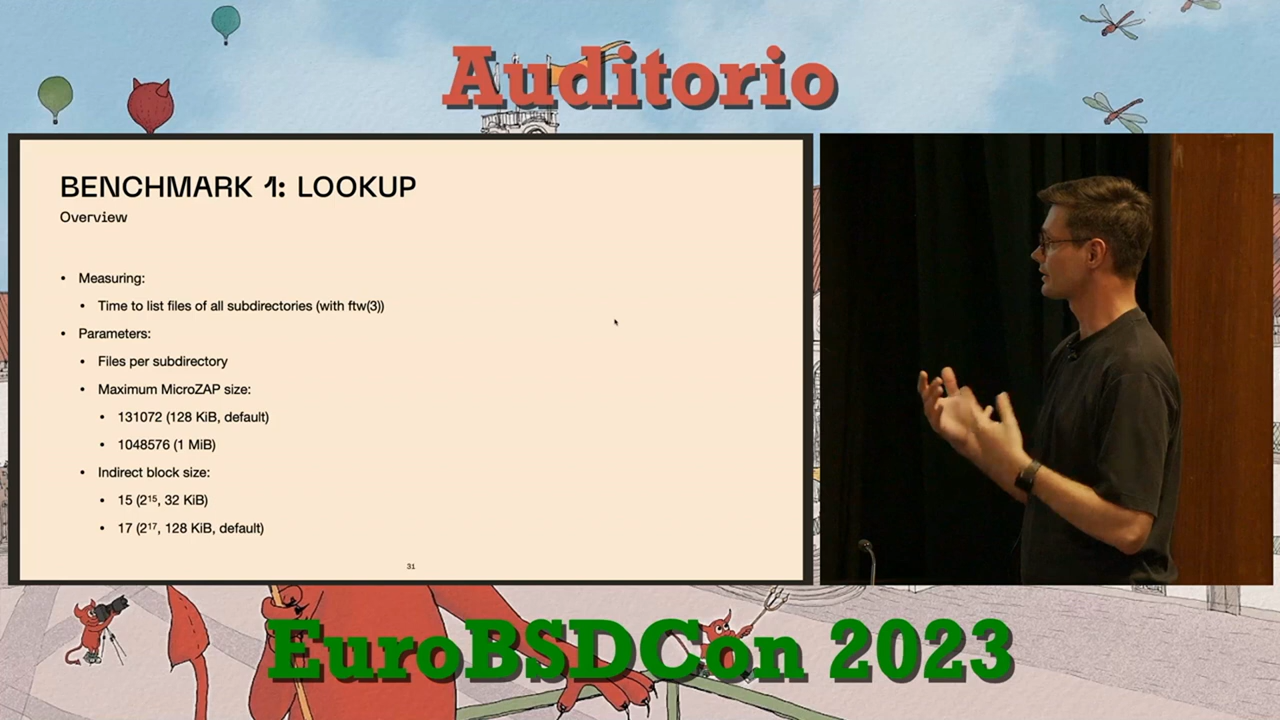 Auditorio
BENCHMARK 1: LOOKUP
Overview
• Measuring:
• Time to list files of all subdirectories (with ftw(3))
• Parameters:
• Files per subdirectory
• Maximum MicroZAP size:
• 131072 (128 KiB, default)
• 1048576 (1 MiB)
• Indirect block size:
• 15 (2¹⁵, 32 KiB)
• 17 (2¹⁷, 128 KiB, default)
31
EuroBSDCon 2023